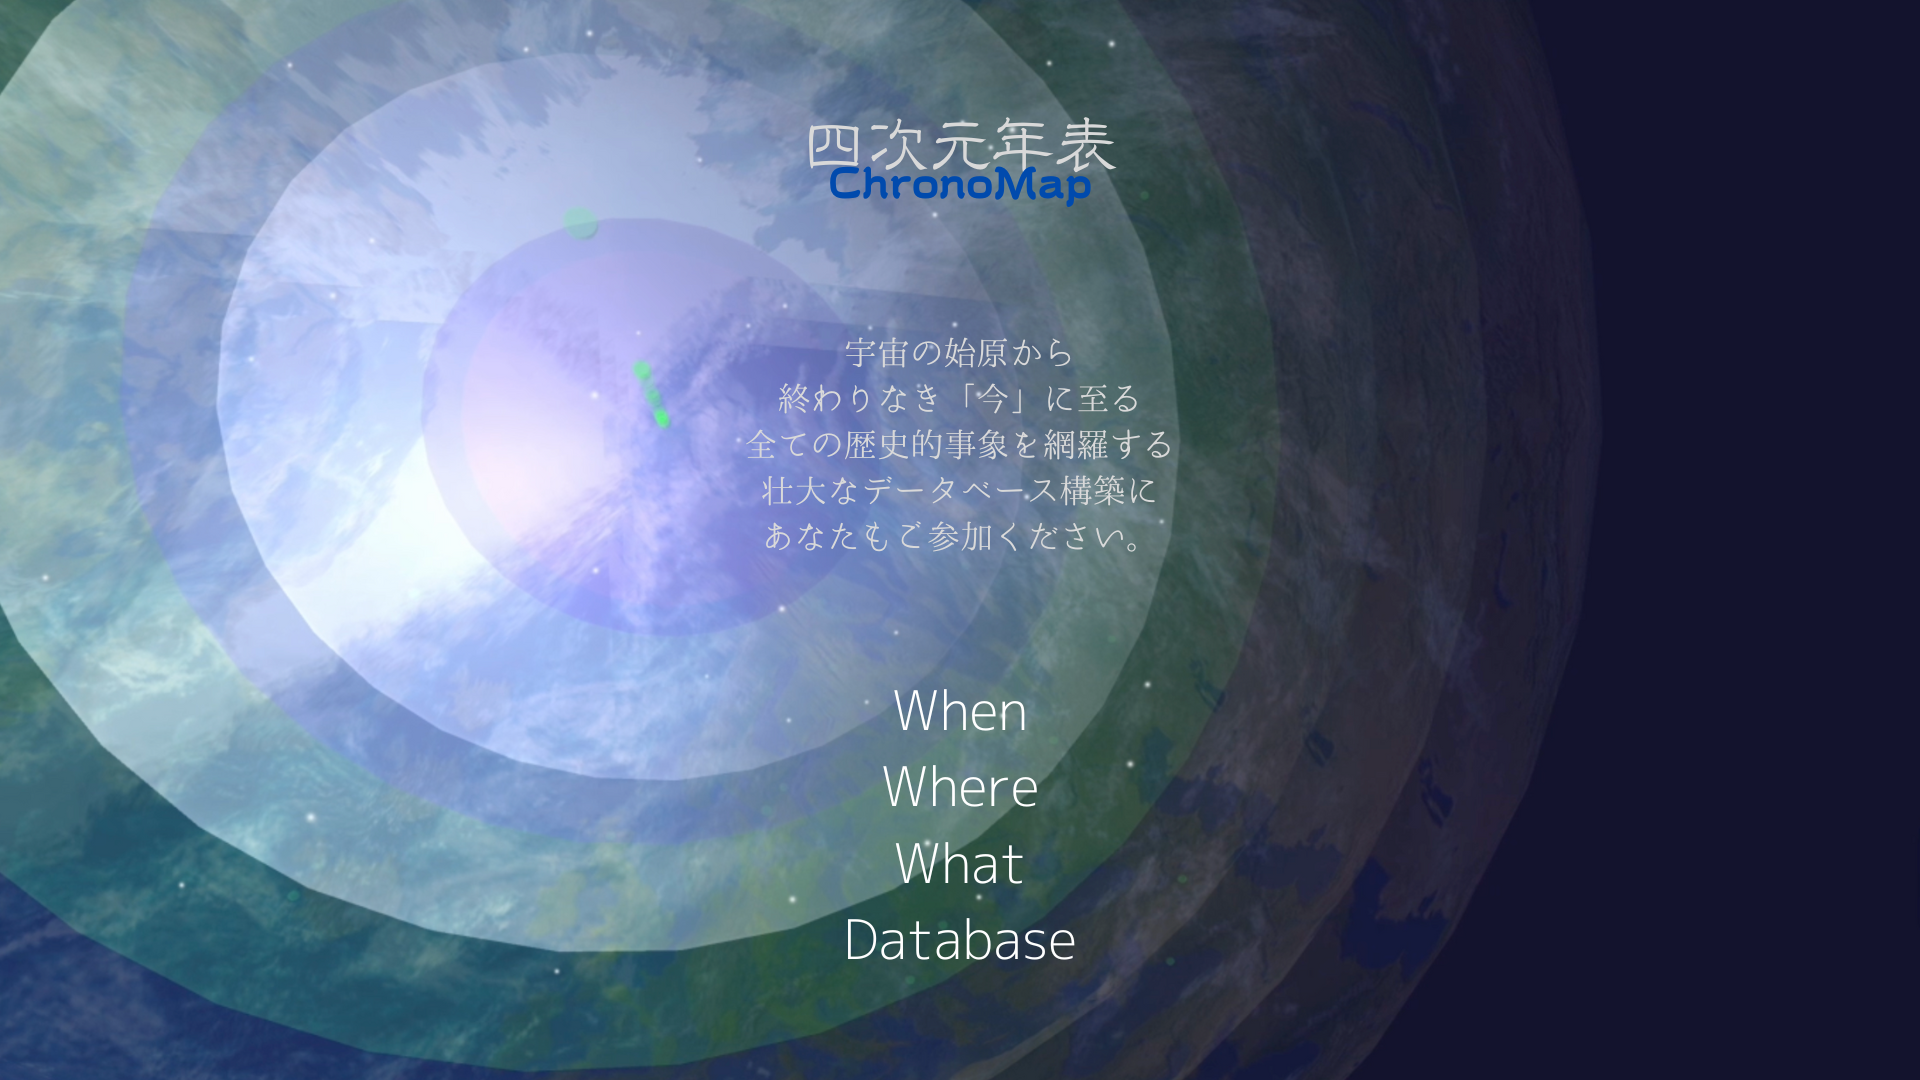 四次元年表
ChronoMap
宇宙の始原から
終わりなき「今」に至る
全ての歴史的事象を網羅する
壮大なデータベース構築に
あなたもご参加ください。
When
Where
What
Database